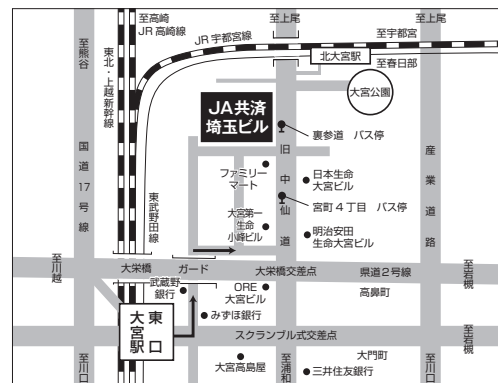 至高崎
JR高崎線
至上尾
至上尾
至熊谷
東北・上越新幹線
JR宇都宮線
至宇都宮
北大宮駅
至春日部
大宮公園
JA共済
埼玉ビル
裏参道 バス停
国道17号線
東武野田線
旧中仙道
産業道路
ファミリー
マート
日本生命
大宮ビル
宮町4丁目 バス停
大宮第一
生命
小峰ビル
明治安田
生命大宮ビル
至川越
大栄橋
ガード
大栄橋交差点
県道2号線
至岩槻
武蔵野
銀行
ORE
大宮ビル
高鼻町
みずほ銀行
東口
大宮駅
スクランブル式交差点
至岩槻
大宮高島屋
大門町
三井住友銀行
至川口
至浦和
至川口